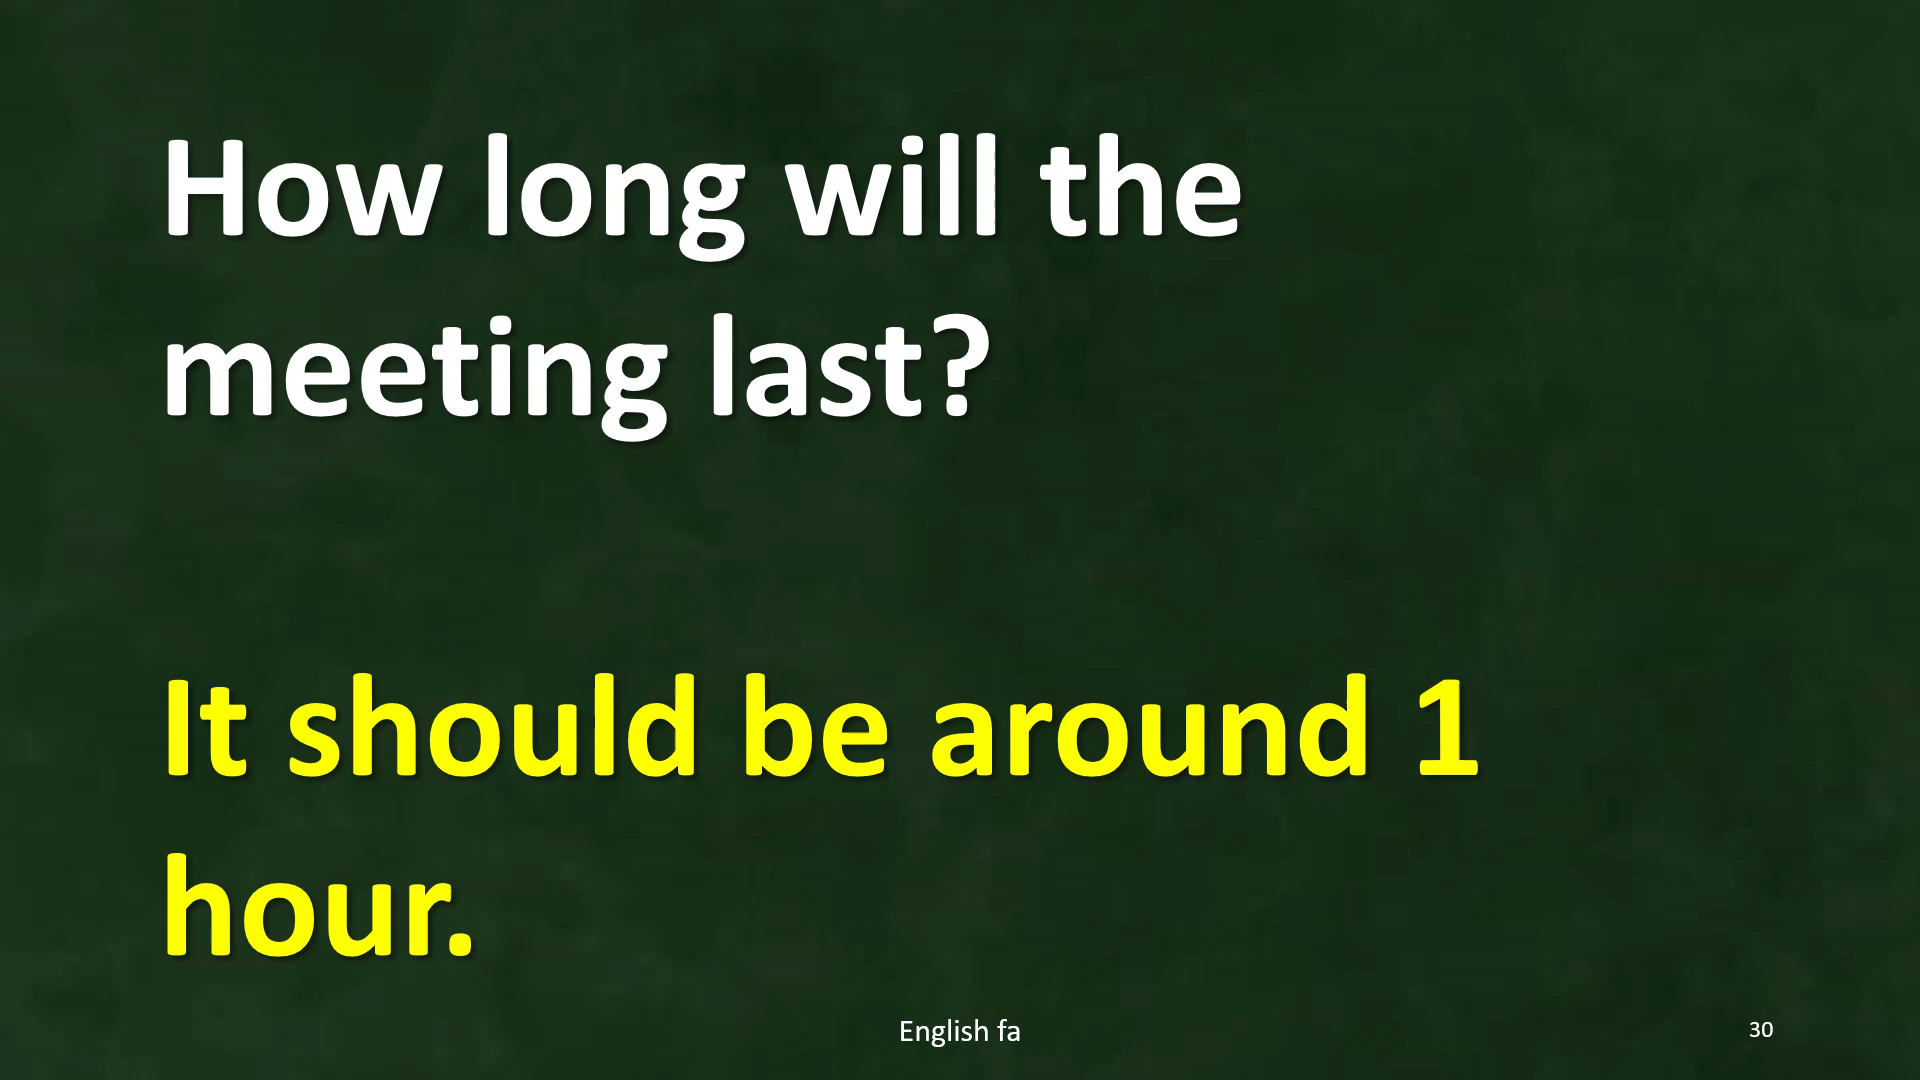 How long will the
meeting last?
It should be around 1
hour.
English fa
30